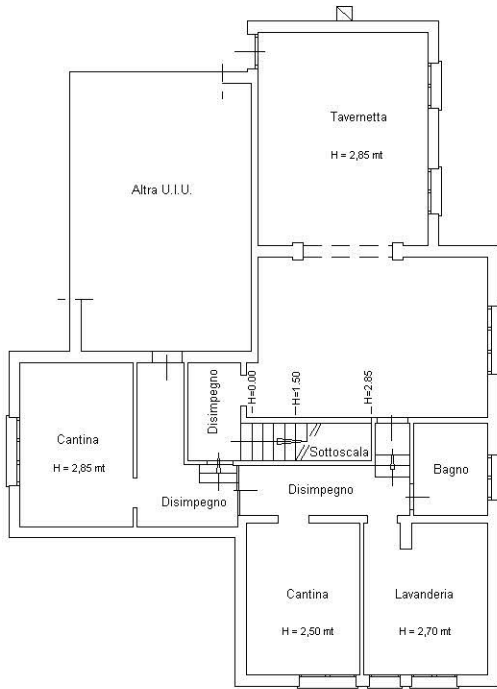 Tavernetta
H = 2,85 mt
Altra U.I.U.
H=0.00
H=1.50
H=2.85
Disimpegno
Cantina
H = 2,85 mt
Sottoscala
Bagno
Disimpegno
Disimpegno
Cantina
H = 2,50 mt
Lavanderia
H = 2,70 mt